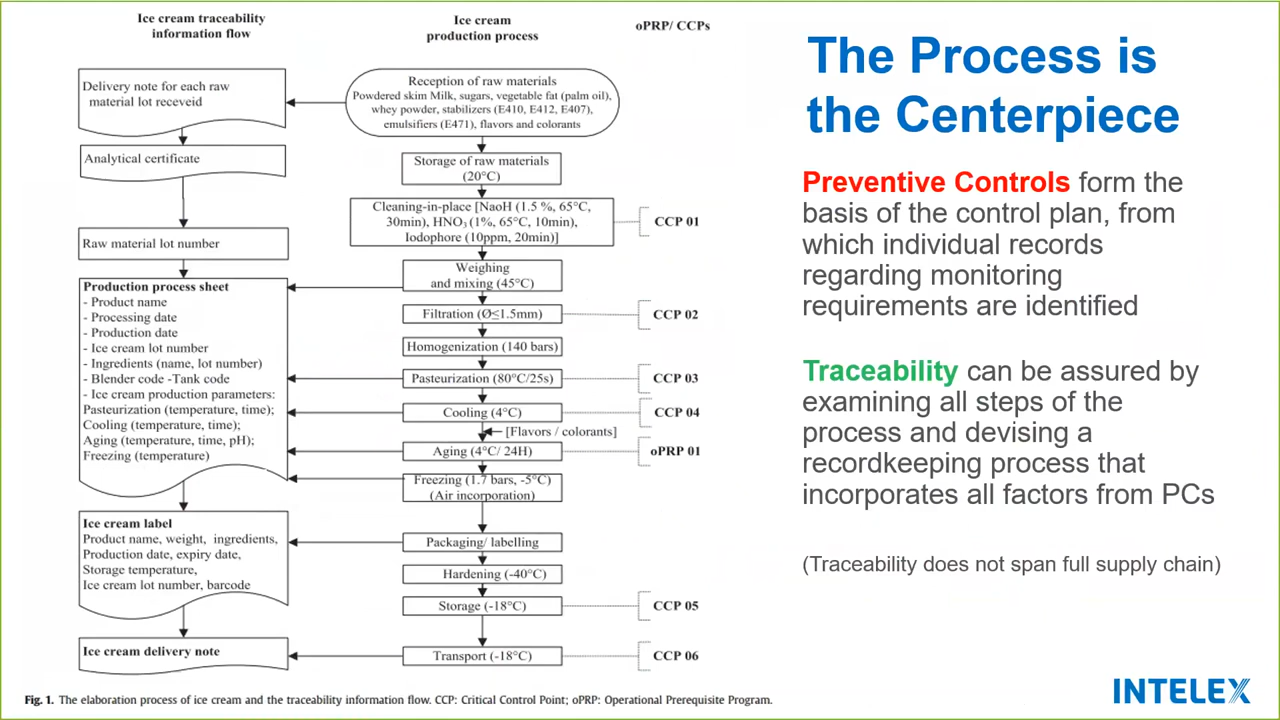 Ice cream traceability
information flow
Ice cream
production process
oPRP/ CCPs
Delivery note for each raw
material lot receveid
Analytical certificate
Raw material lot number
Production process sheet
- Product name
- Processing date
- Production date
- Ice cream lot number
- Ingredients (name, lot number)
- Blender code -Tank code
- Ice cream production parameters:
Pasteurization (temperature, time);
Cooling (temperature, time);
Aging (temperature, time, pH);
Freezing (temperature)
Ice cream label
Product name, weight, ingredients,
Production date, expiry date,
Storage temperature,
Ice cream lot number, barcode
Ice cream delivery note
Reception of raw materials
Powdered skim Milk, sugars, vegetable fat (palm oil),
whey powder, stabilizers (E410, E412, E407),
emulsifiers (E471), flavors and colorants
Storage of raw materials
(20°C)
Cleaning-in-place [NaoH (1.5 %, 65°C,
30min), HNO₃ (1%, 65°C, 10min),
Iodophore (10ppm, 20min)]
Weighing
and mixing (45°C)
Filtration (Ø≤1.5mm)
Homogenization (140 bars)
Pasteurization (80°C/25s)
Cooling (4°C)
[Flavors / colorants]
Aging (4°C/ 24H)
Freezing (1.7 bars, -5°C)
(Air incorporation)
Packaging/ labelling
Hardening (-40°C)
Storage (-18°C)
Transport (-18°C)
CCP 01
CCP 02
CCP 03
CCP 04
oPRP 01
CCP 05
CCP 06
Fig. 1. The elaboration process of ice cream and the traceability information flow. CCP: Critical Control Point; oPRP: Operational Prerequisite Program.
The Process is
the Centerpiece
Preventive Controls form the
basis of the control plan, from
which individual records
regarding monitoring
requirements are identified
Traceability can be assured by
examining all steps of the
process and devising a
recordkeeping process that
incorporates all factors from PCs
(Traceability does not span full supply chain)
INTELEX